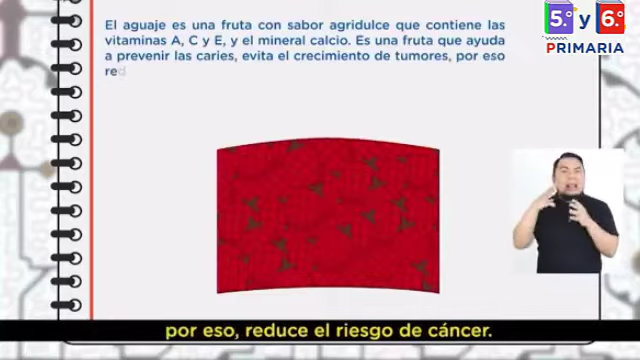 El aguaje es una fruta con sabor agridulce que contiene las
vitaminas A, C y E, y el mineral calcio. Es una fruta que ayuda
a prevenir las caries, evita el crecimiento de tumores, por eso
red
5.° y 6.°
PRIMARIA
por eso, reduce el riesgo de cáncer.